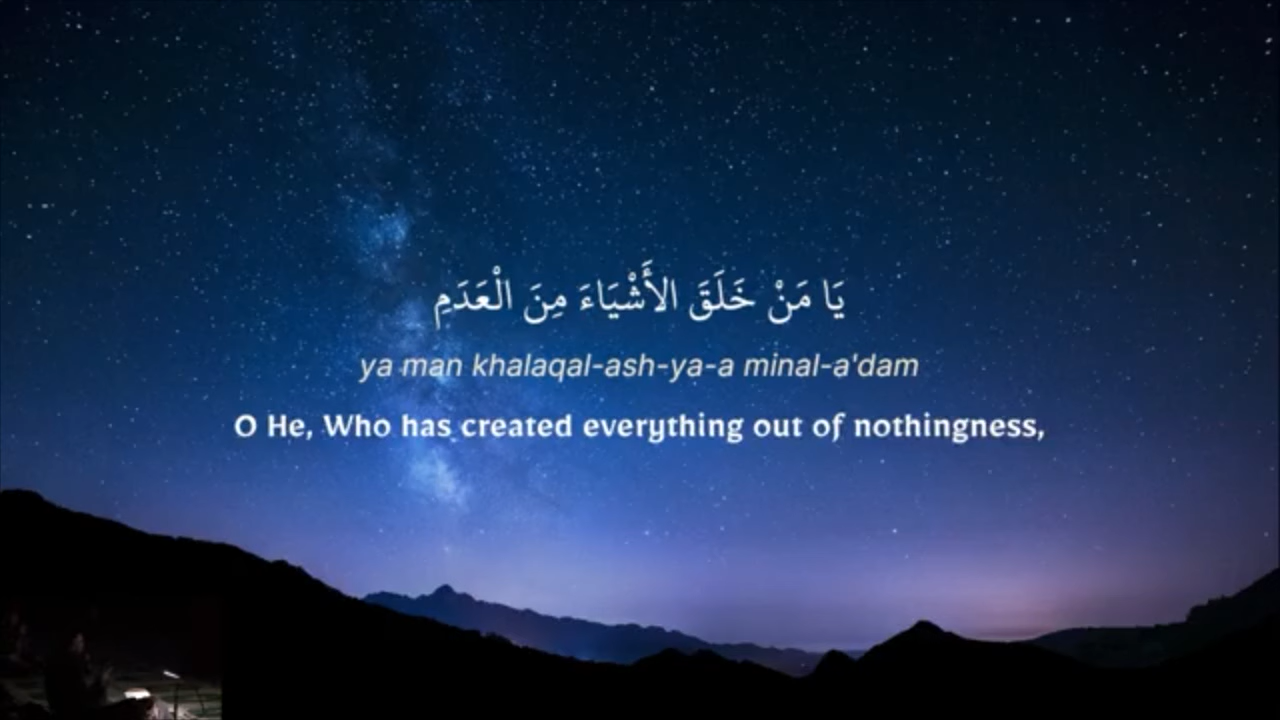 يَا مَنْ خَلَقَ الأَشْيَاءَ مِنَ الْعَدَمِ
ya man khalaqal-ash-ya-a minal-a'dam
O He, Who has created everything out of nothingness,